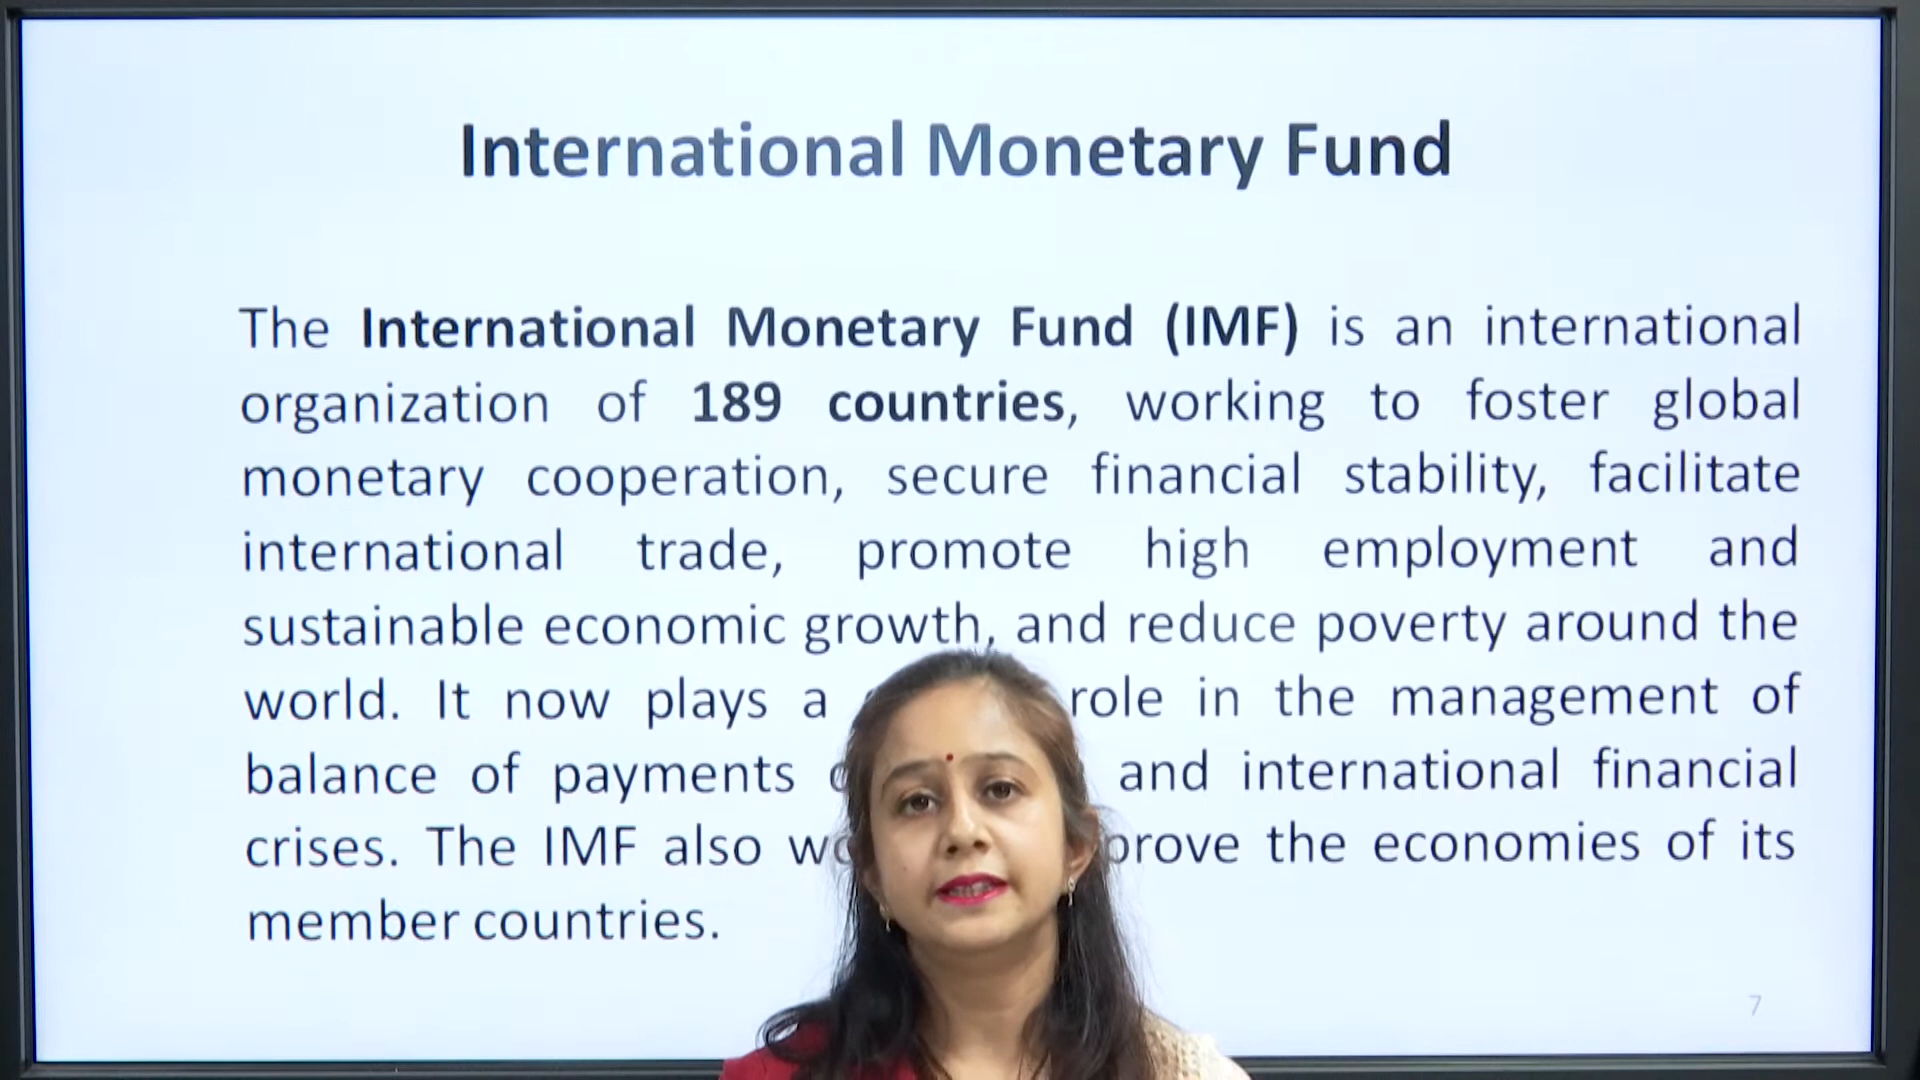 International Monetary Fund
The International Monetary Fund (IMF) is an international
organization of 189 countries, working to foster global
monetary cooperation, secure financial stability, facilitate
international trade, promote high employment and
sustainable economic growth, and reduce poverty around the
world. It now plays a role in the management of
balance of payments and international financial
crises. The IMF also the economies of its
member countries.
7